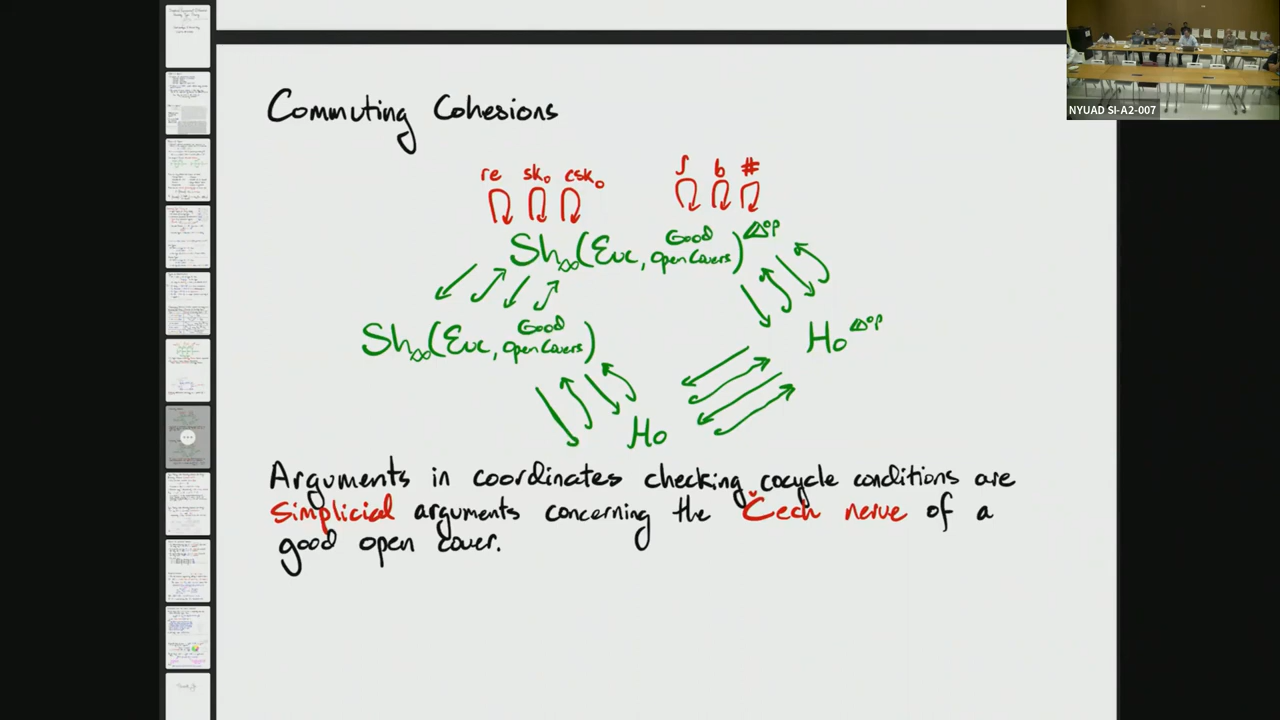 Commuting Cohesions
re sk₀ csk₀ ʃ b #
Sh∞(Euc, Good Open Covers)^Δop
Sh∞(Euc, Good Open Covers)
Ho^Δop
Ho
Arguments in coordinates checking cocycle conditions are
Simplicial arguments concerning the Čech nerve of a
good open cover.
NYUAD SI-A2-007